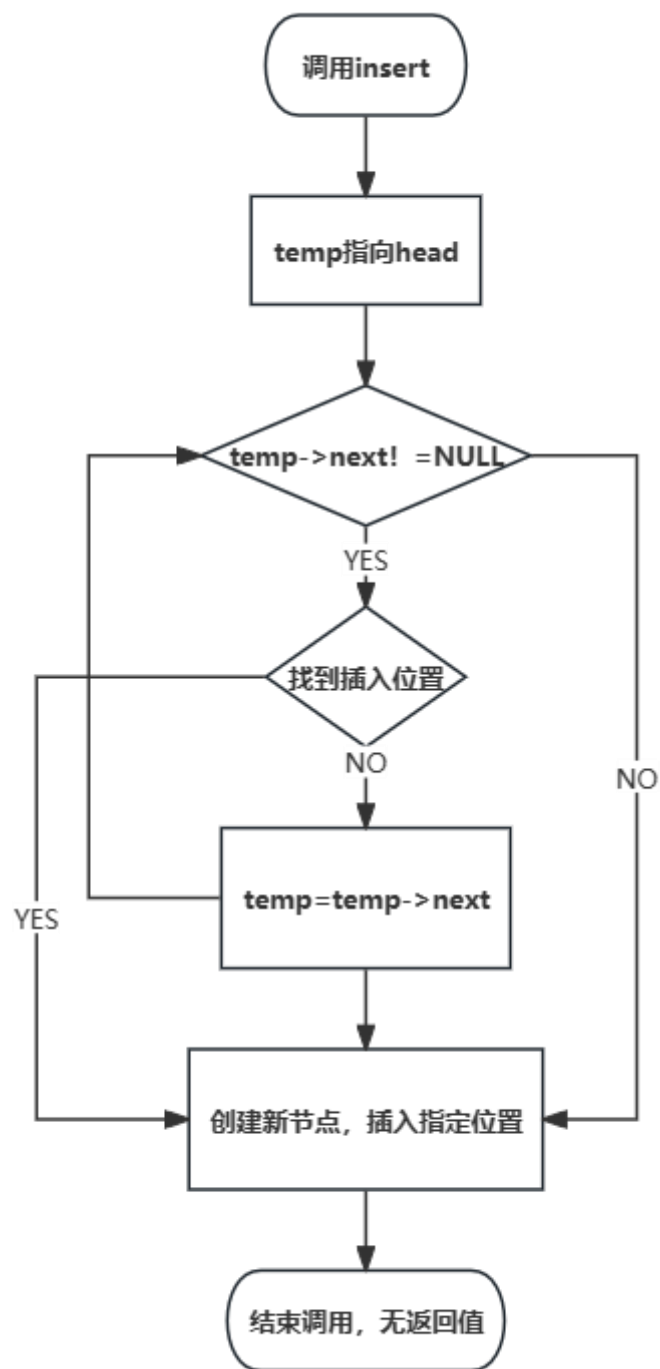 调用insert
temp指向head
temp->next！=NULL
YES
找到插入位置
NO
NO
temp=temp->next
YES
创建新节点，插入指定位置
结束调用，无返回值